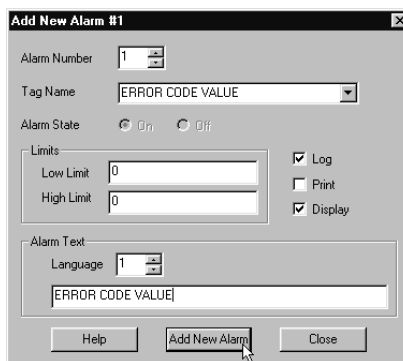 Add New Alarm #1
Alarm Number 1
Tag Name ERROR CODE VALUE
Alarm State On Off
Limits
Low Limit 0
High Limit 0
Log
Print
Display
Alarm Text
Language 1
ERROR CODE VALUE
Help Add New Alarm Close